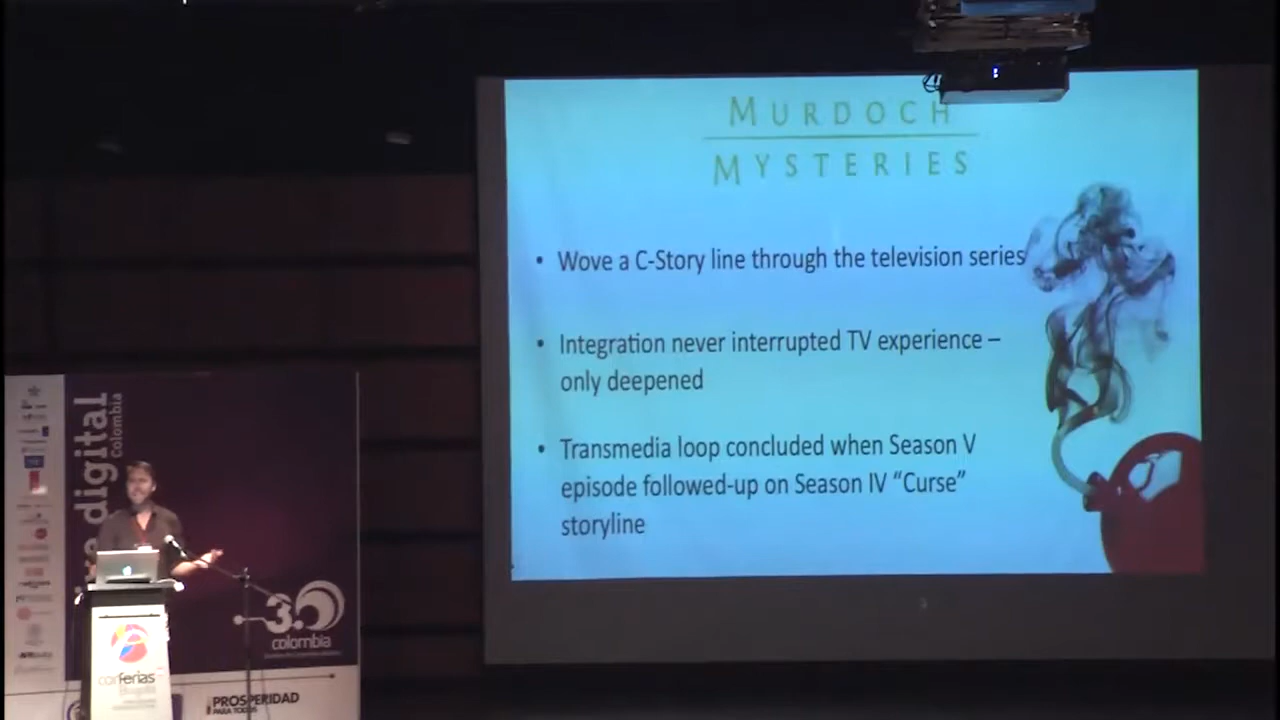 MURDOCH
MYSTERIES
• Wove a C-Story line through the television series
• Integration never interrupted TV experience –
only deepened
• Transmedia loop concluded when Season V
episode followed-up on Season IV “Curse”
storyline
digital
Colombia
3.0
colombia
corferias
PROSPERIDAD
PARA TODOS